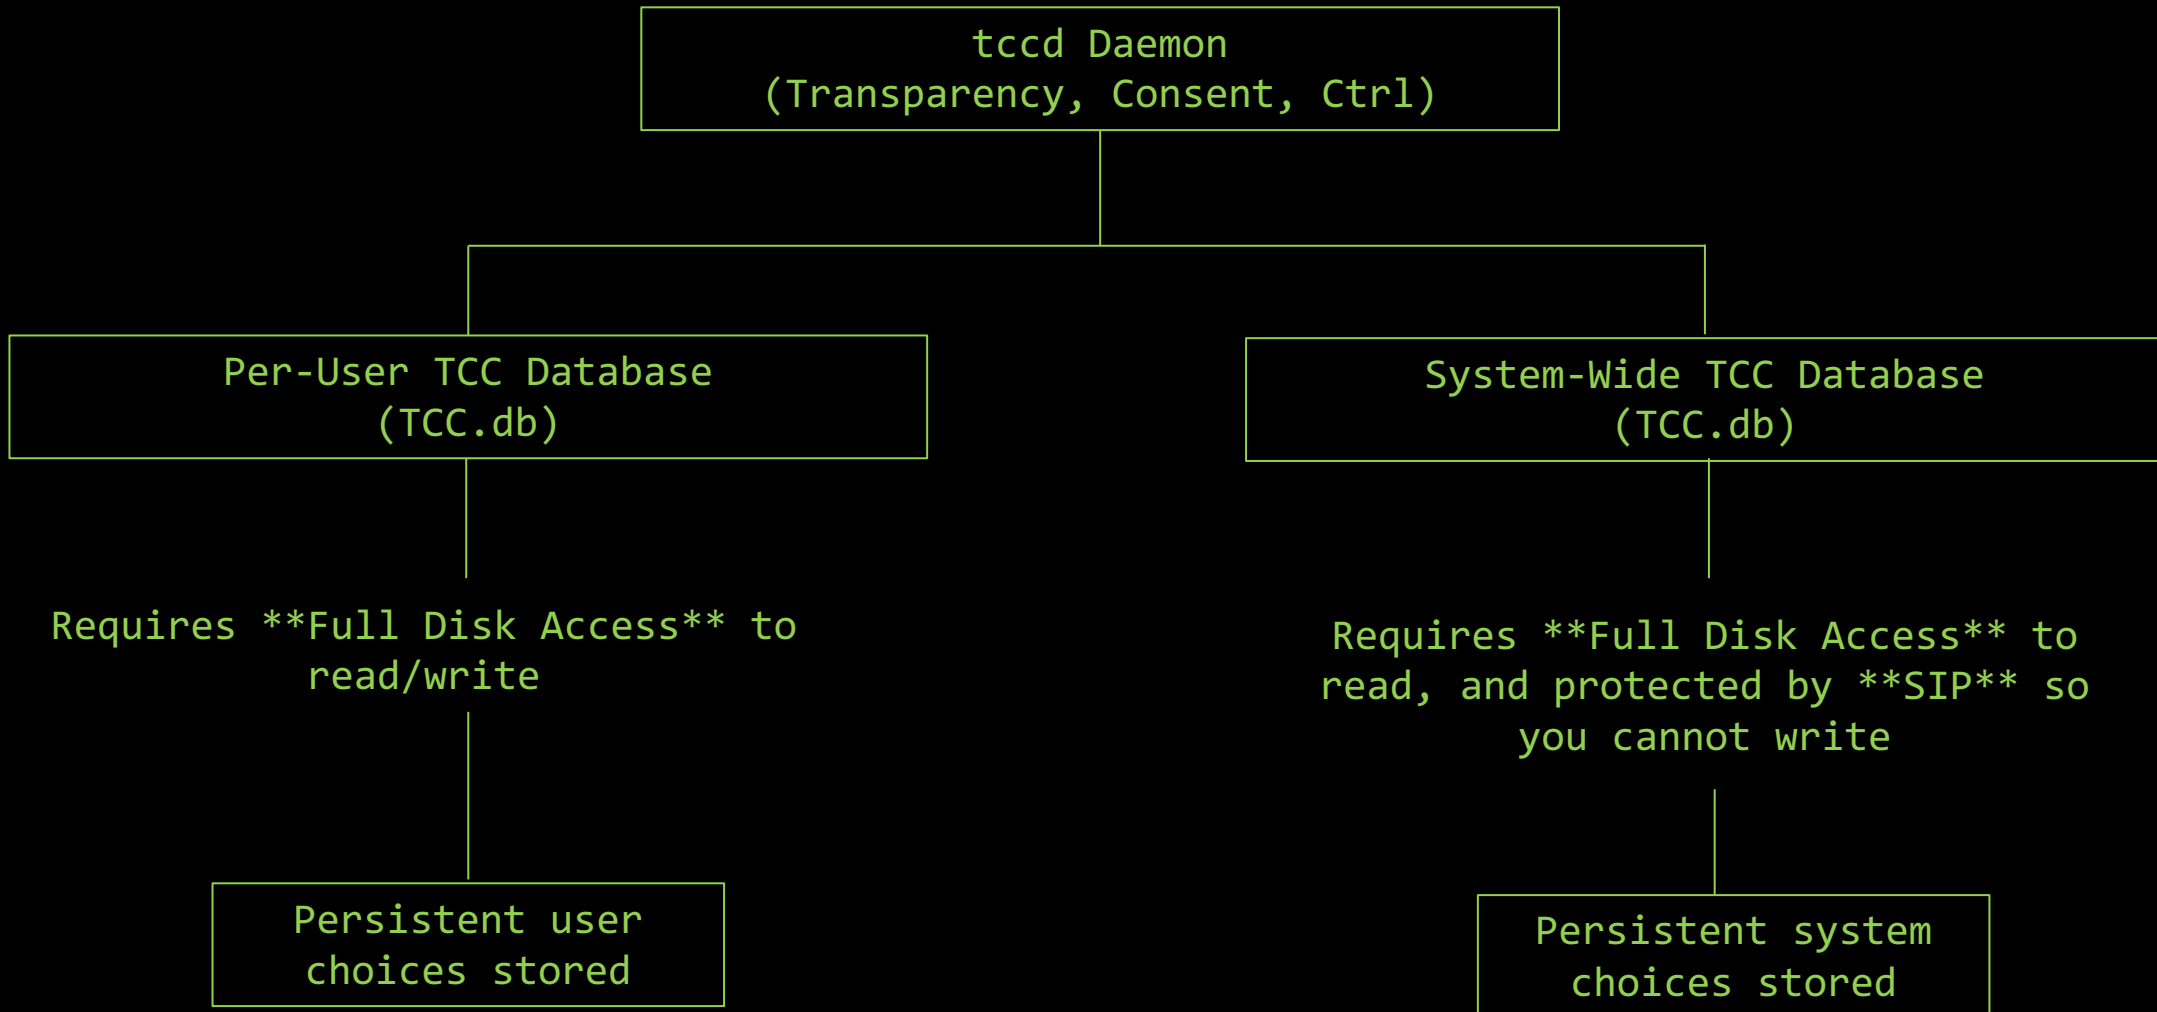 tccd Daemon
(Transparency, Consent, Ctrl)
Per-User TCC Database
(TCC.db)
System-Wide TCC Database
(TCC.db)
Requires **Full Disk Access** to
read/write
Requires **Full Disk Access** to
read, and protected by **SIP** so
you cannot write
Persistent user
choices stored
Persistent system
choices stored